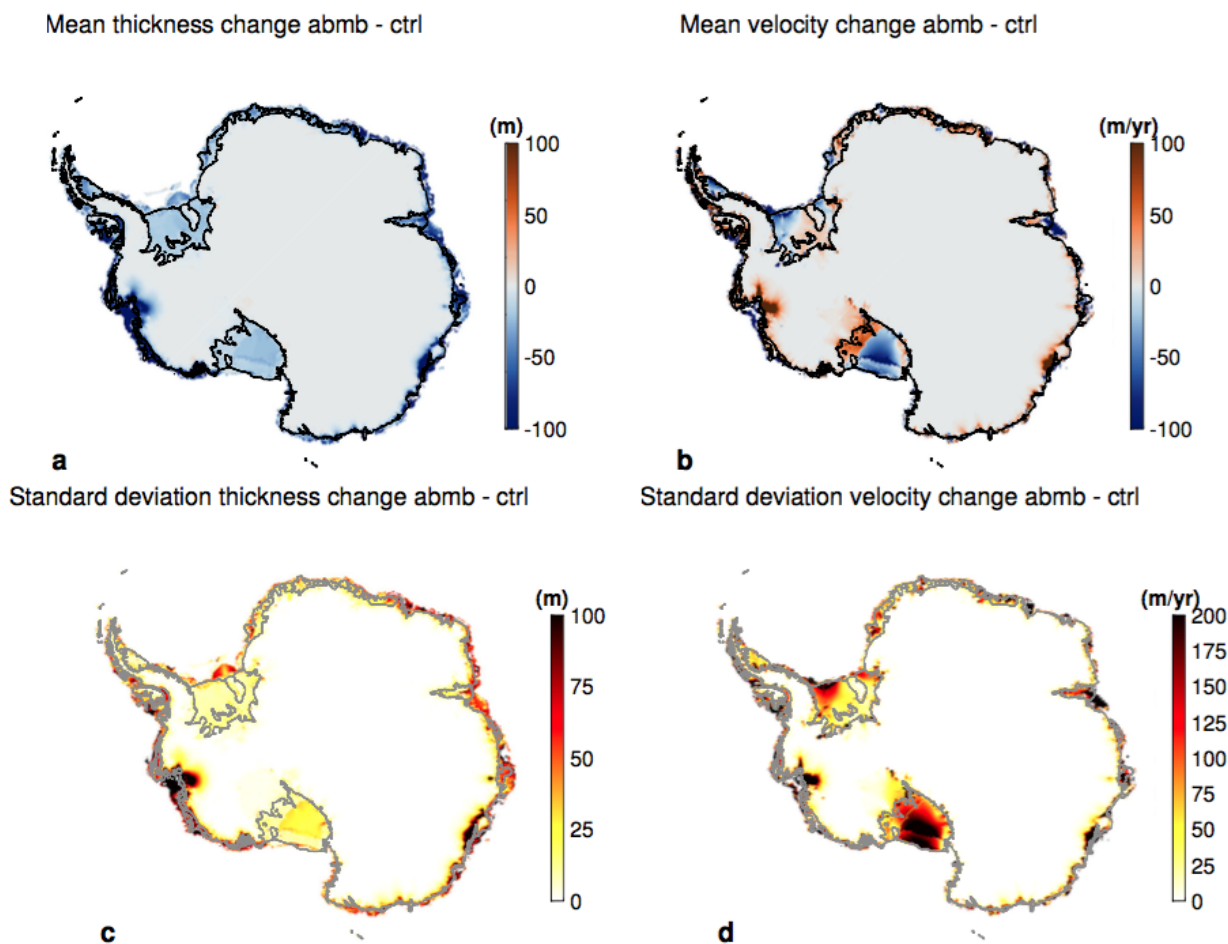 Mean thickness change abmb - ctrl
Mean velocity change abmb - ctrl
(m)
100
50
0
-50
-100
a
(m/yr)
100
50
0
-50
-100
b
Standard deviation thickness change abmb - ctrl
Standard deviation velocity change abmb - ctrl
(m)
100
75
50
25
0
c
(m/yr)
200
175
150
125
100
75
50
25
0
d